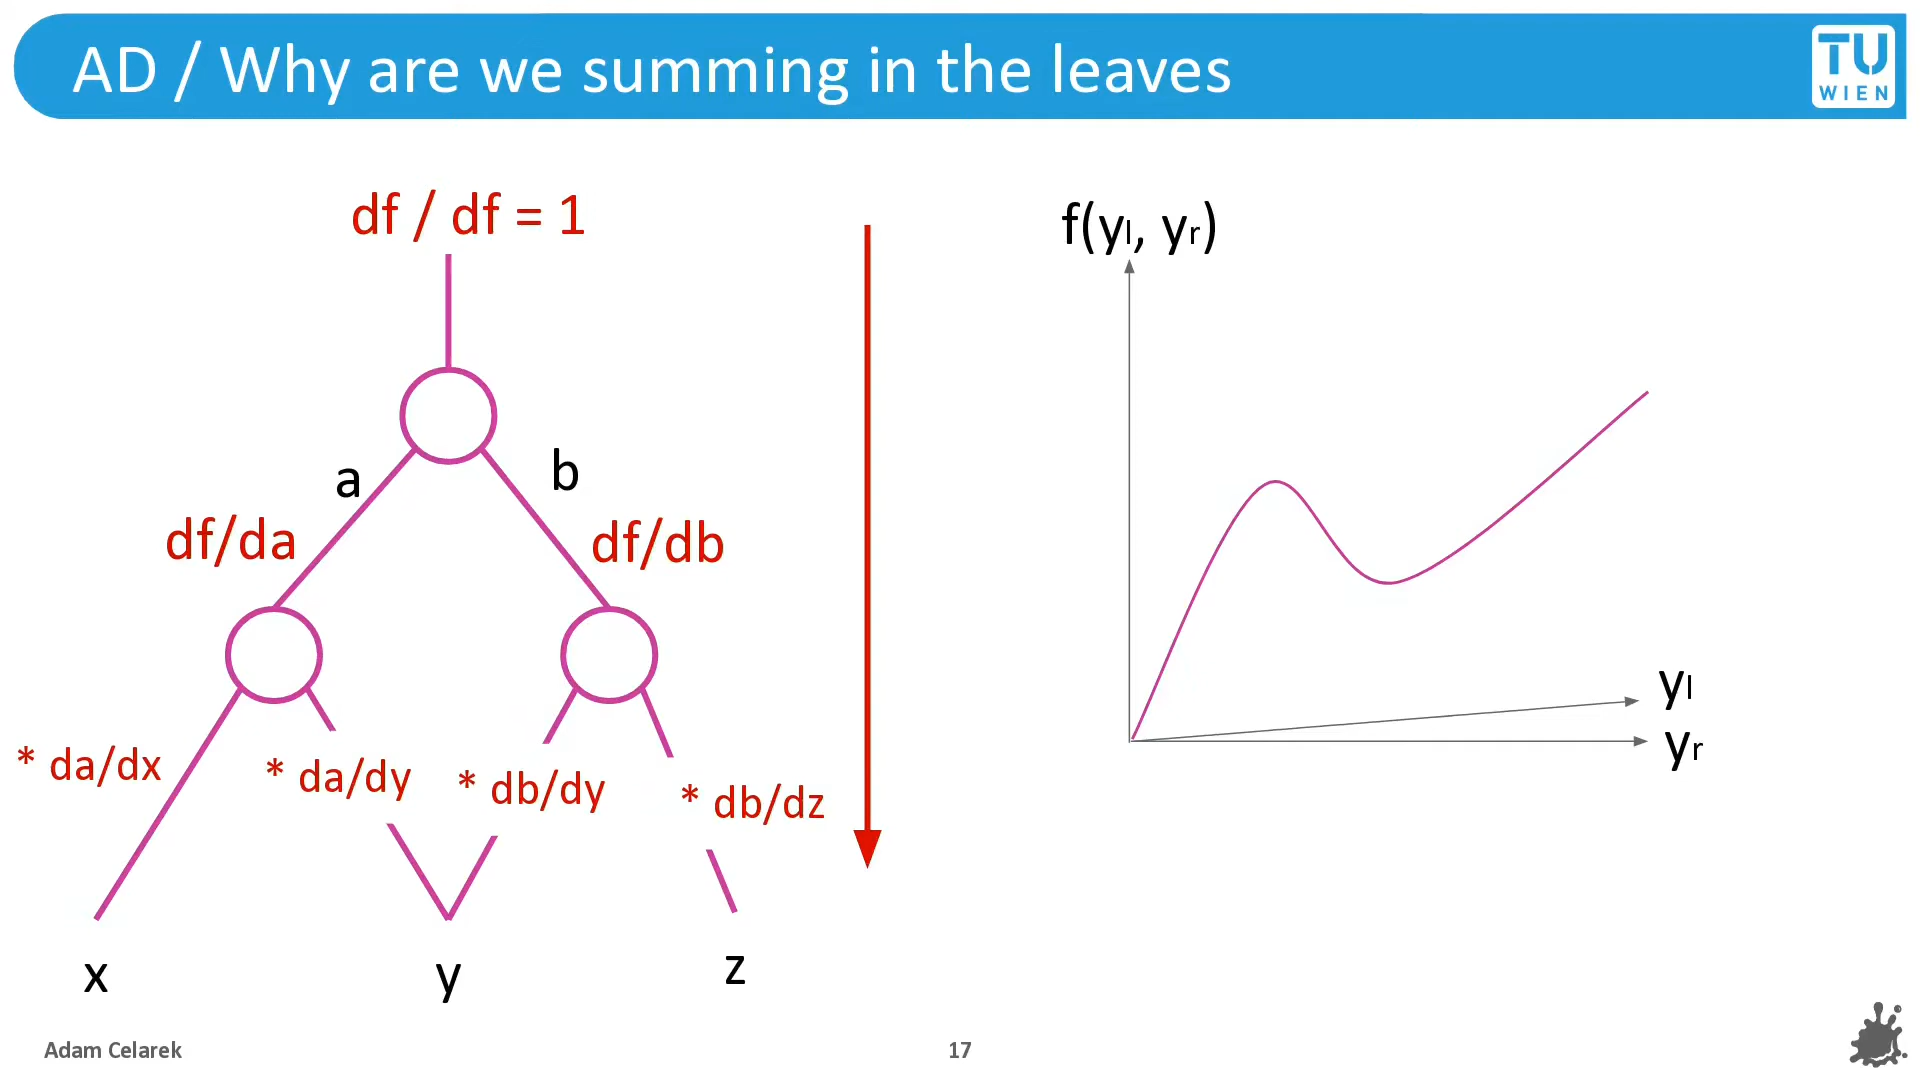 AD / Why are we summing in the leaves
TU
WIEN
df / df = 1
a
b
df/da
df/db
* da/dx
* da/dy
* db/dy
* db/dz
x
y
z
f(yl, yr)
yl
yr
Adam Celarek
17